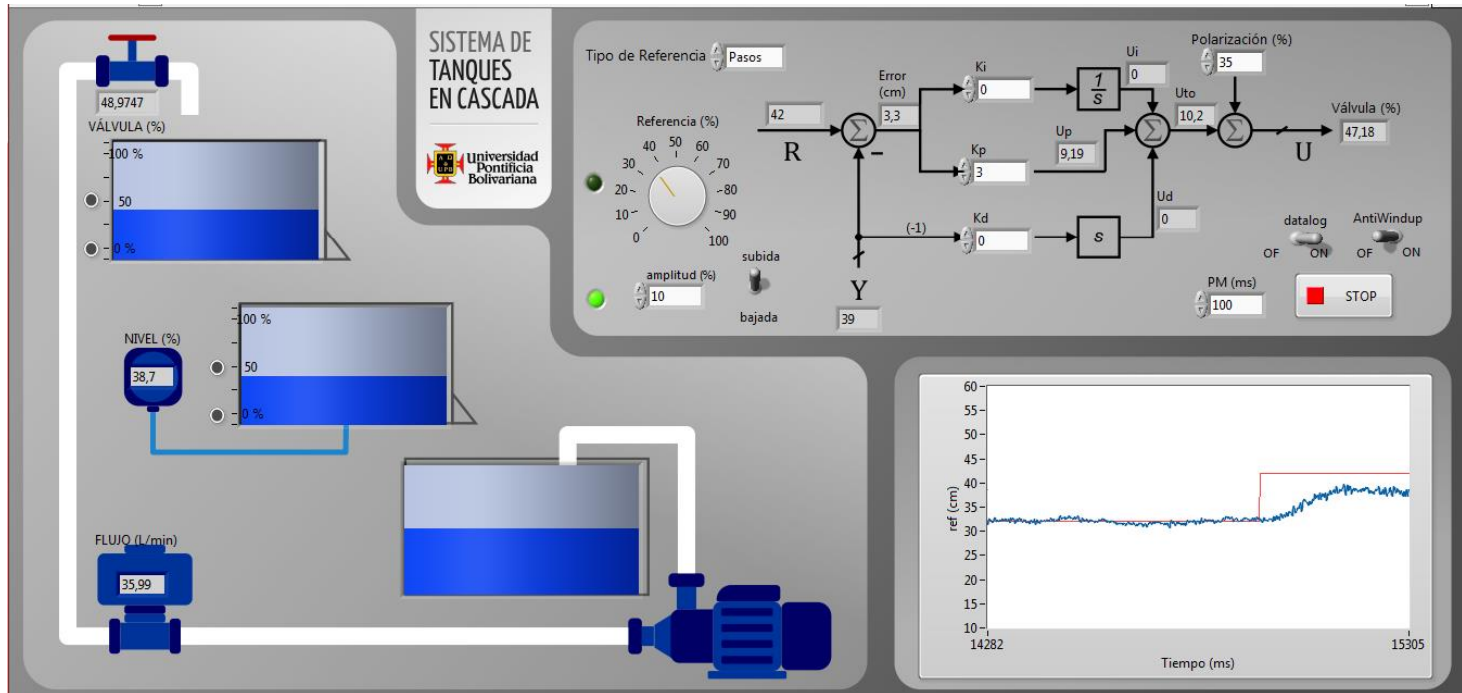 48,9747
VÁLVULA (%)
100 %
50
0 %
NIVEL (%)
38,7
100 %
50
0 %
FLUJO (L/min)
35,99
SISTEMA DE
TANQUES
EN CASCADA
Universidad
Pontificia
Bolivariana
Tipo de Referencia
Pasos
Referencia (%)
0
10
20
30
40
50
60
70
80
90
100
amplitud (%)
10
subida
bajada
42
R
Error
(cm)
3,3
Ki
0
1
s
Ui
0
Polarización (%)
35
Uto
10,2
Válvula (%)
47,18
U
Up
9,19
Kp
3
Ud
0
(-1)
Kd
0
s
Y
39
datalog
OF ON
AntiWindup
OF ON
PM (ms)
100
STOP
60
55
50
45
40
35
30
25
20
15
10
ref (cm)
14282
15305
Tiempo (ms)